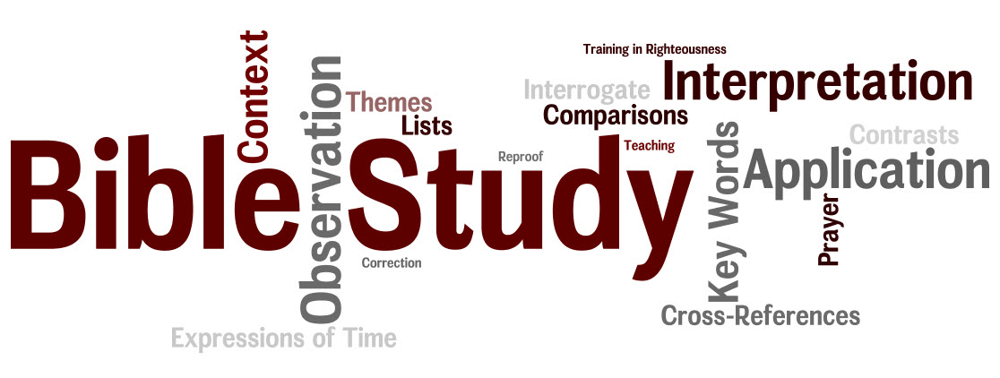 Context
Observation
Themes
Lists
Training in Righteousness
Interrogate
Interpretation
Comparisons
Bible Study
Reproof
Teaching
Key Words
Contrasts
Application
Prayer
Correction
Cross-References
Expressions of Time